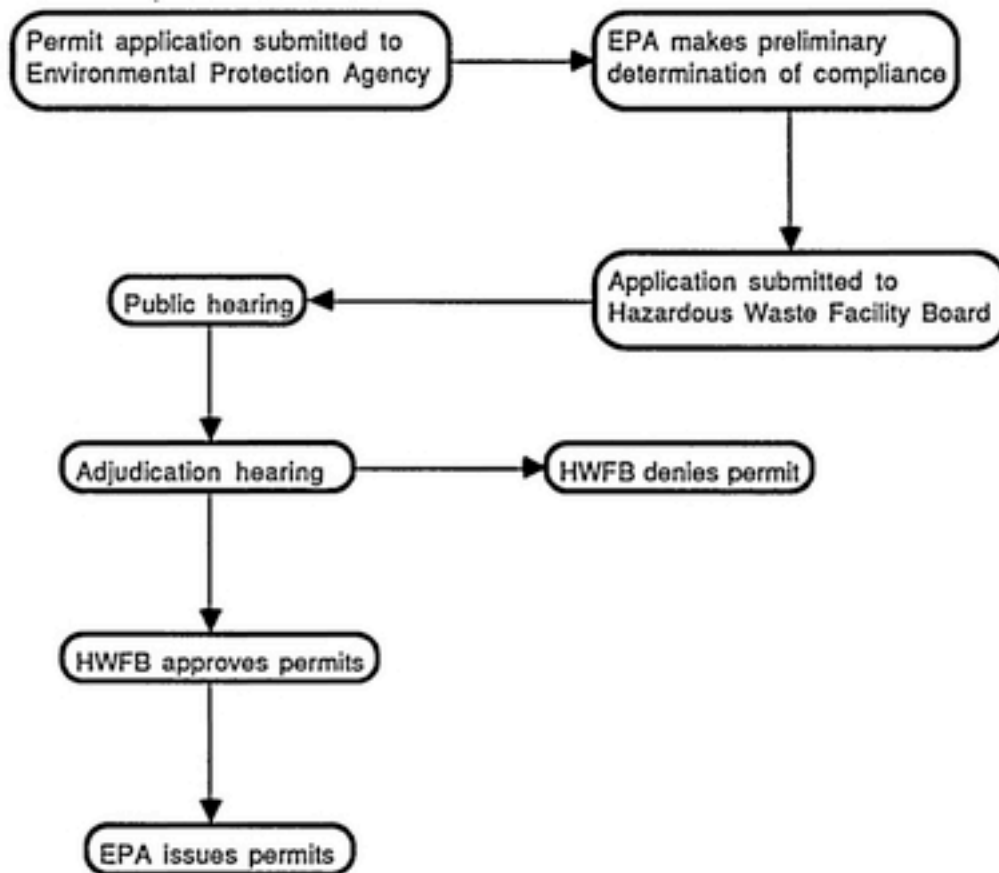 Permit application submitted to
Environmental Protection Agency
EPA makes preliminary
determination of compliance
Application submitted to
Hazardous Waste Facility Board
Public hearing
Adjudication hearing
HWFB denies permit
HWFB approves permits
EPA issues permits